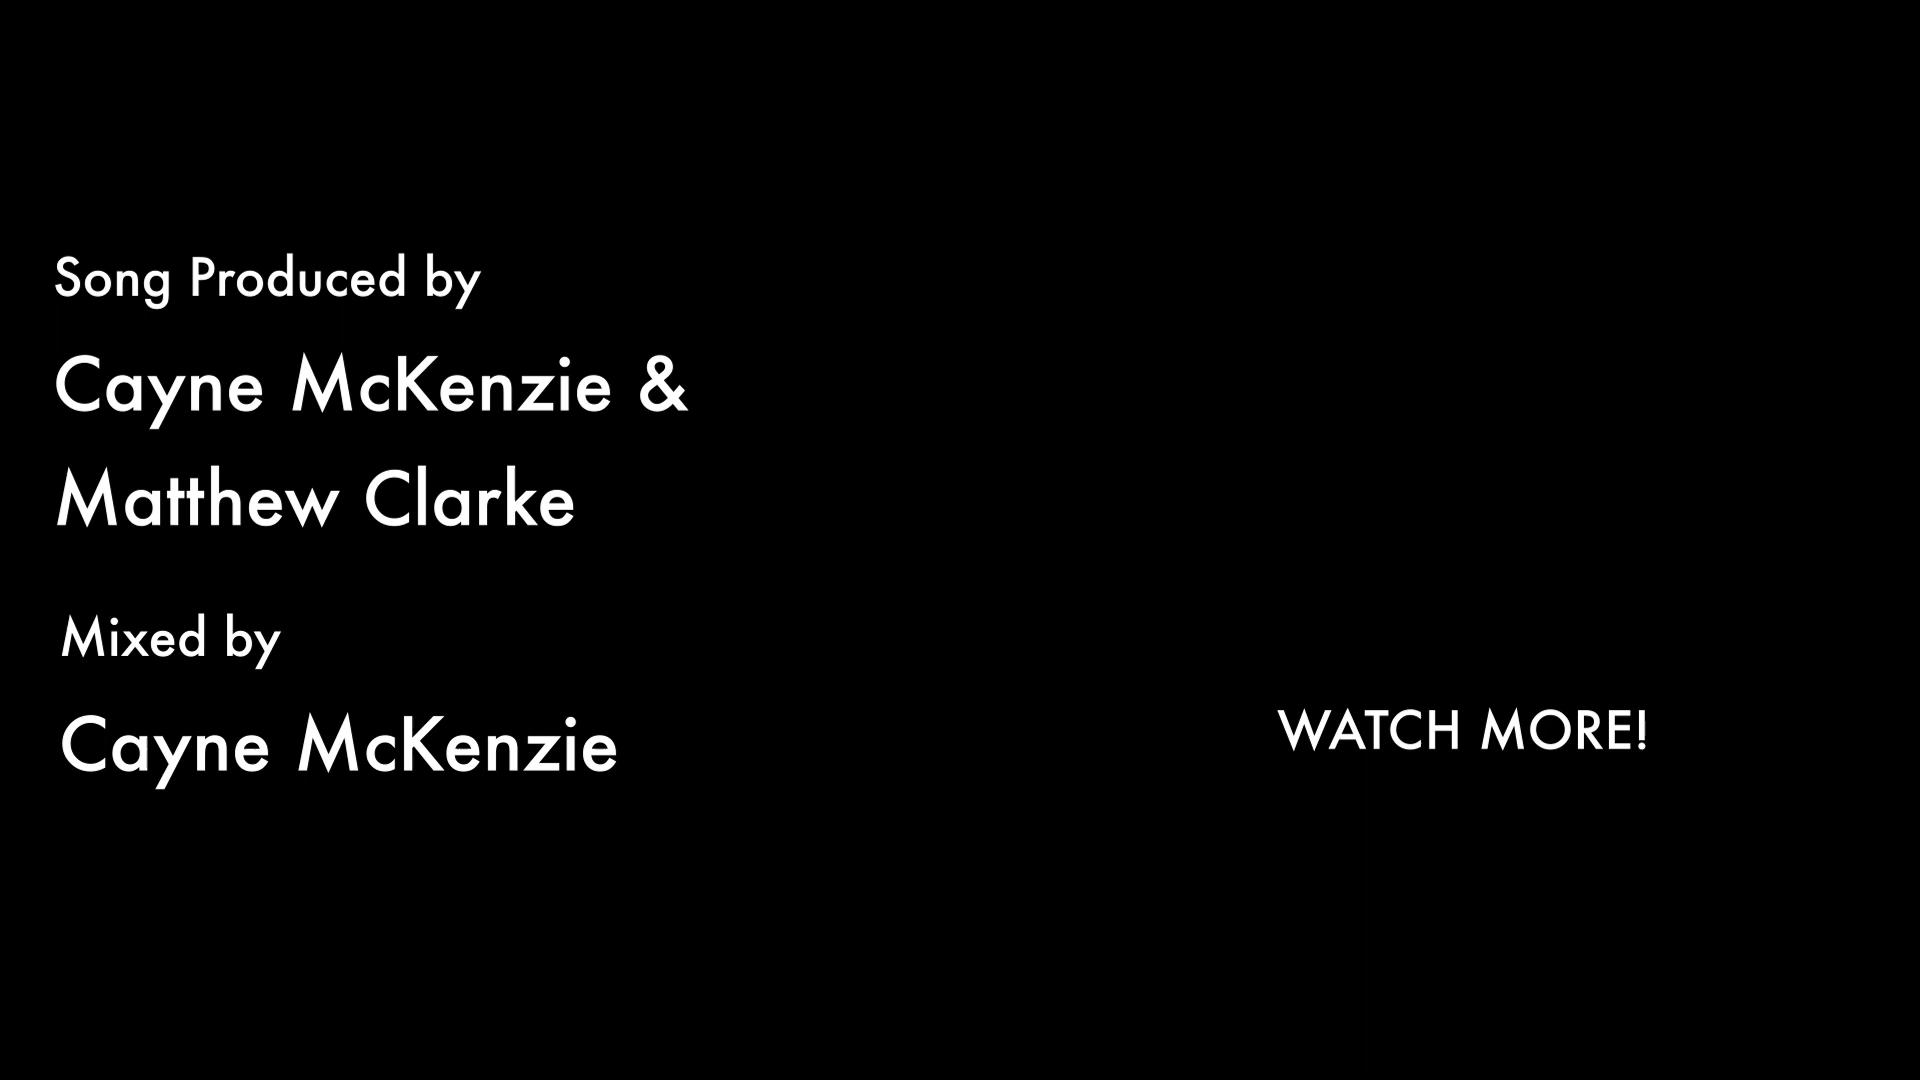 Song Produced by
Cayne McKenzie &
Matthew Clarke
Mixed by
Cayne McKenzie
WATCH MORE!